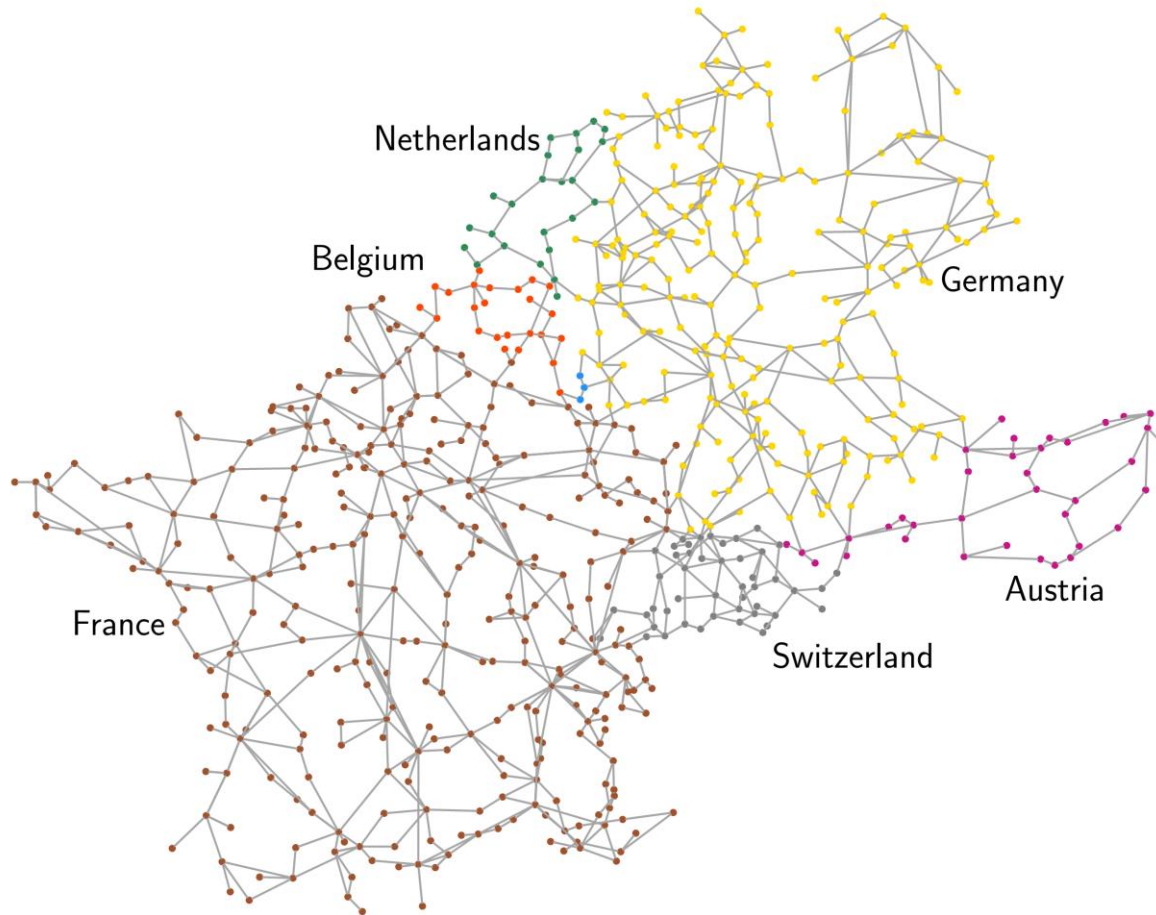 Netherlands
Belgium
Germany
Austria
France
Switzerland